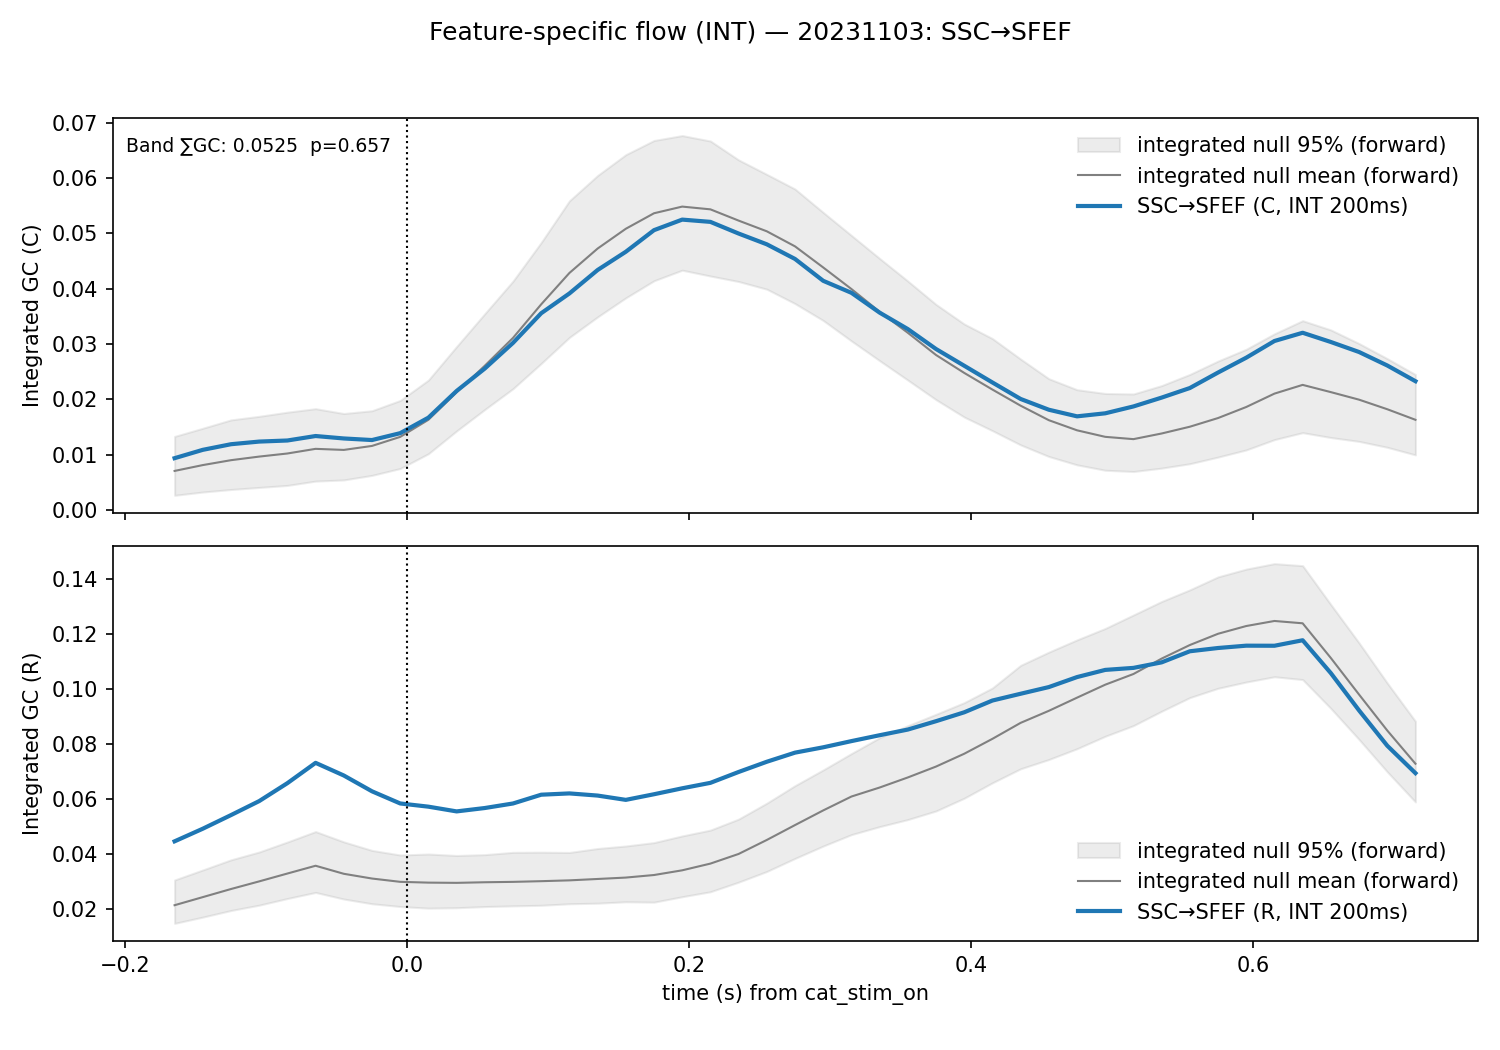 Feature-specific flow (INT) — 20231103: SSC→SFEF
Band ∑GC: 0.0525  p=0.657
integrated null 95% (forward)
integrated null mean (forward)
SSC→SFEF (C, INT 200ms)
Integrated GC (C)
0.07
0.06
0.05
0.04
0.03
0.02
0.01
0.00
Integrated GC (R)
0.14
0.12
0.10
0.08
0.06
0.04
0.02
integrated null 95% (forward)
integrated null mean (forward)
SSC→SFEF (R, INT 200ms)
−0.2
0.0
0.2
0.4
0.6
time (s) from cat_stim_on